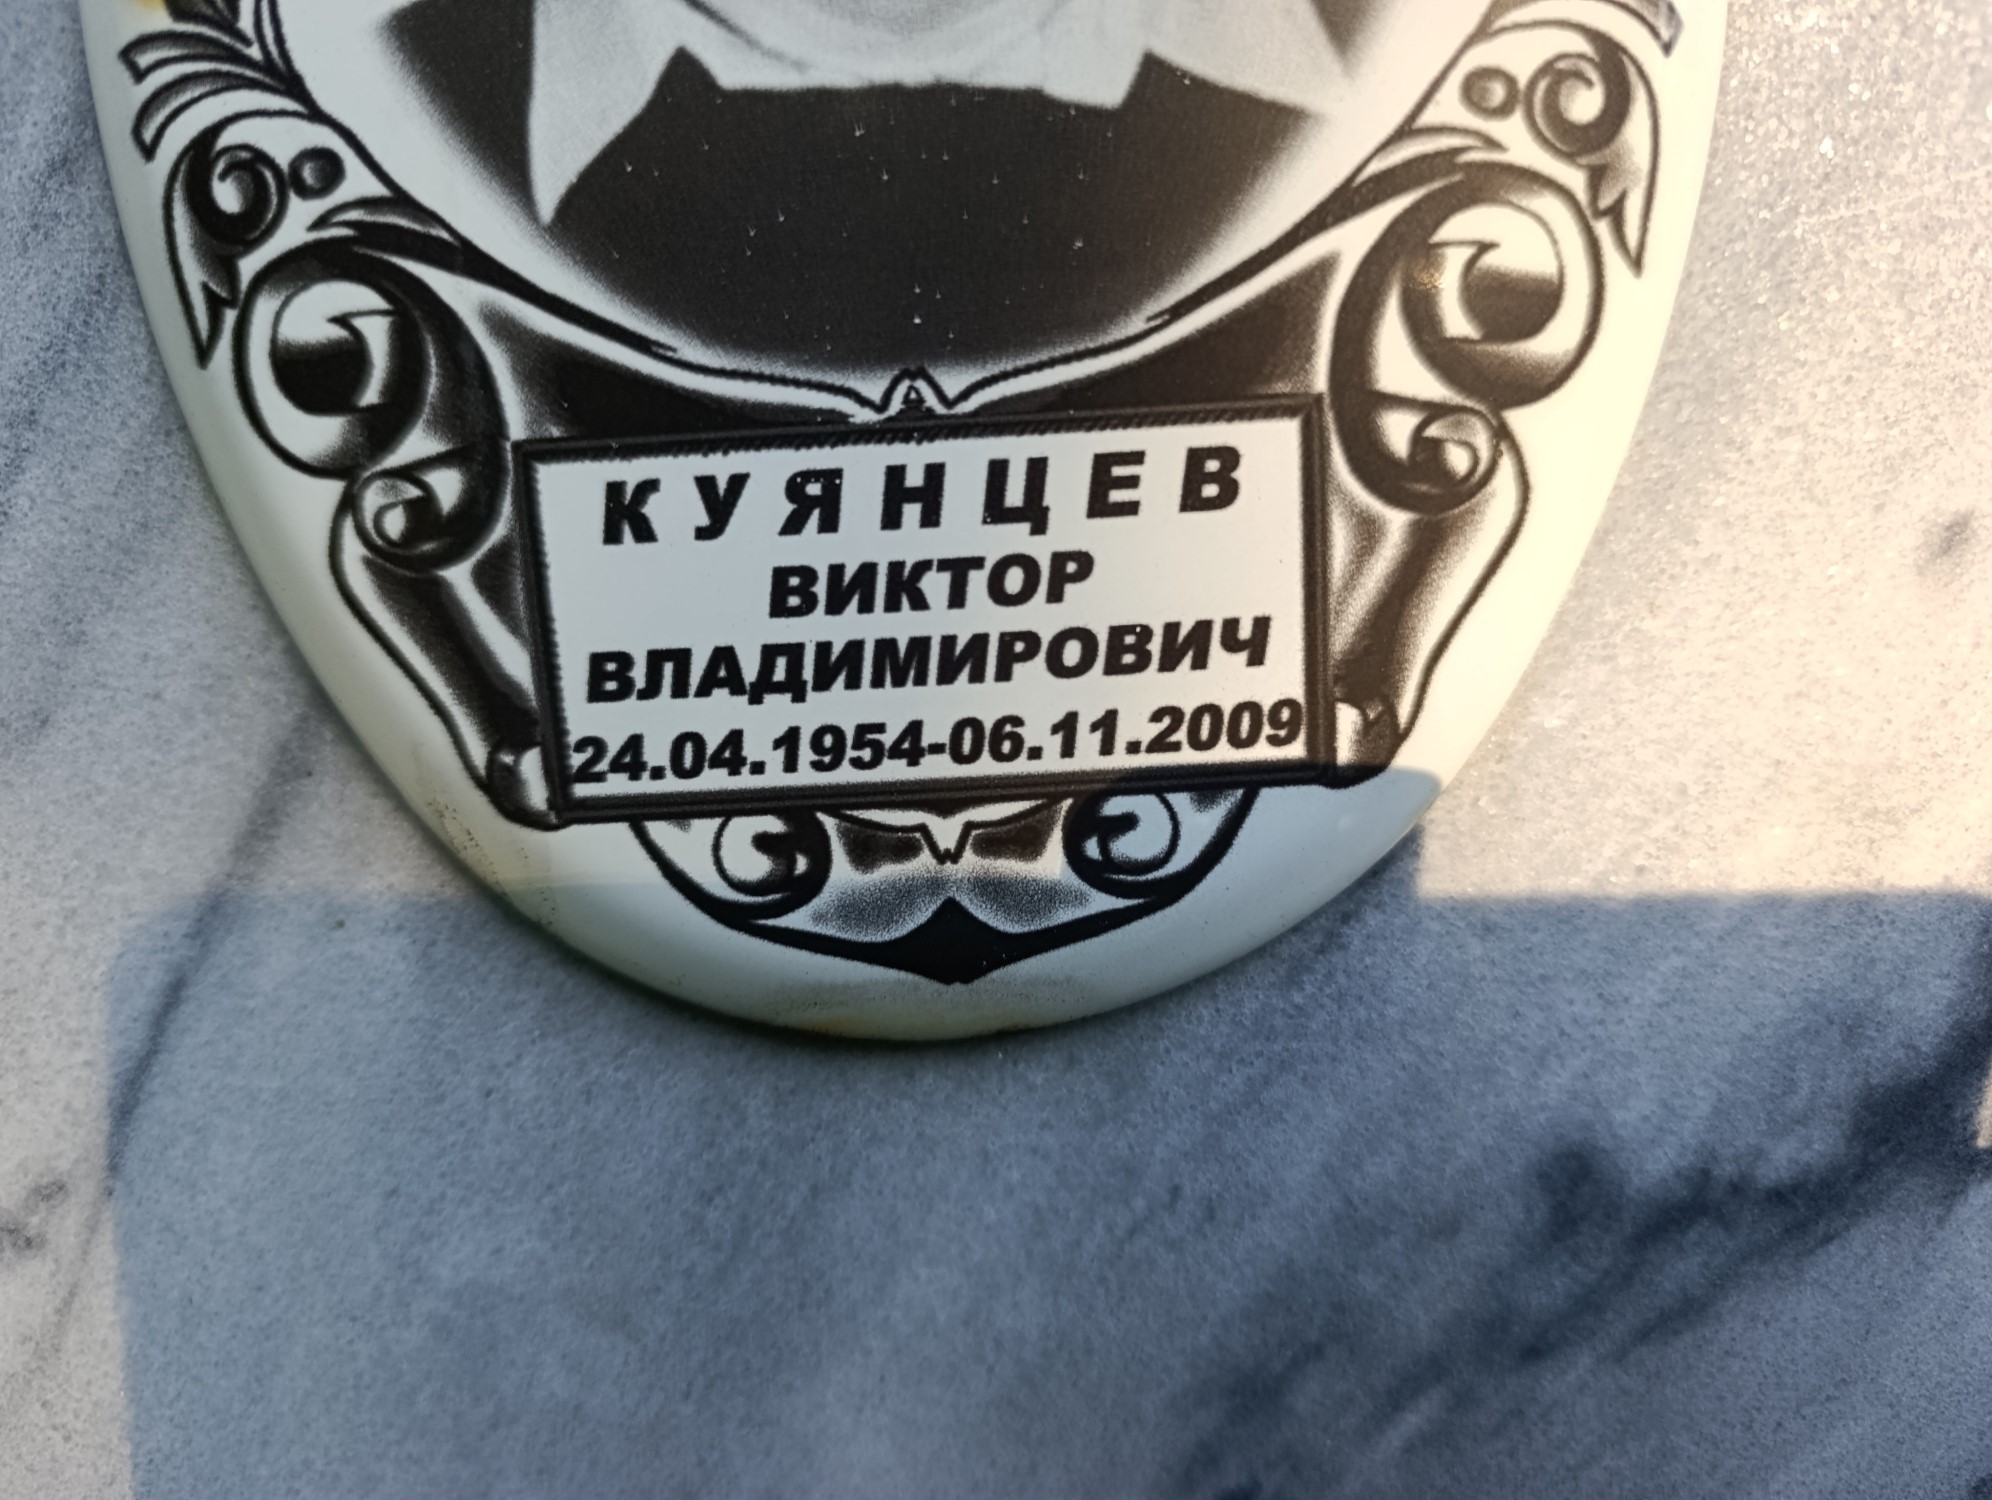 КУЯНЦЕВ
ВИКТОР
ВЛАДИМИРОВИЧ
24.04.1954-06.11.2009